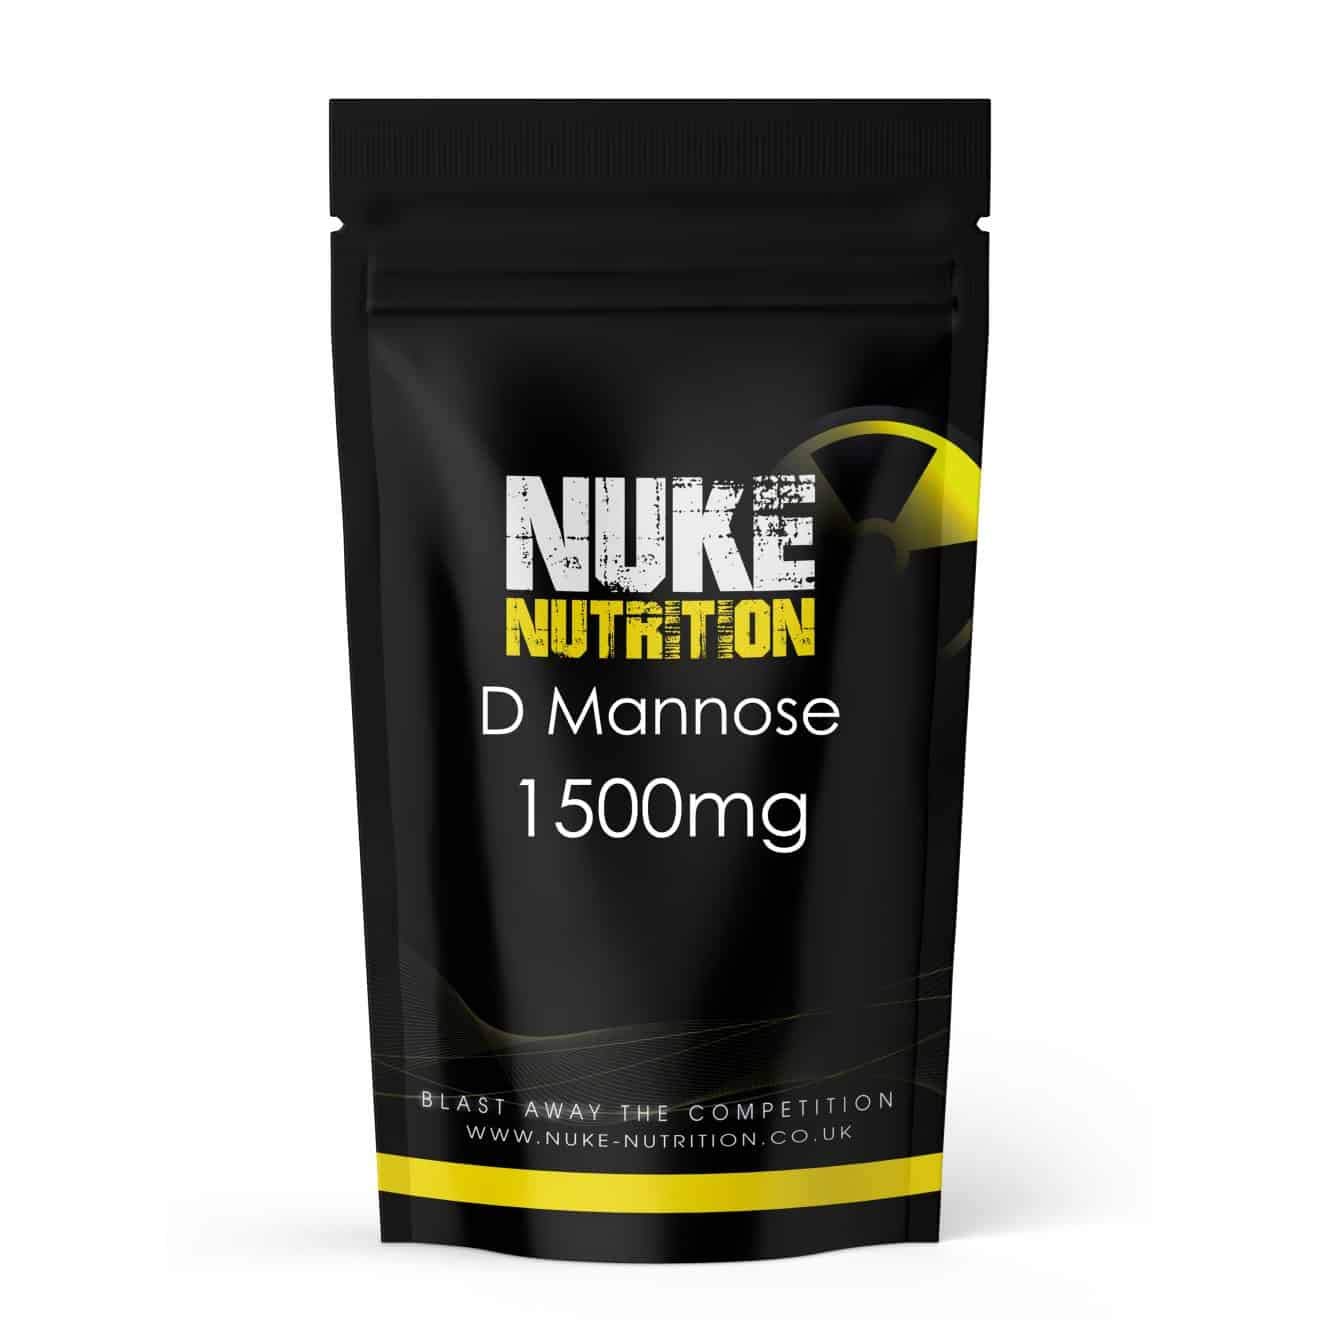 NUKE
NUTRITION
D Mannose
1500mg
BLAST AWAY THE COMPETITION
WWW.NUKE-NUTRITION.CO.UK